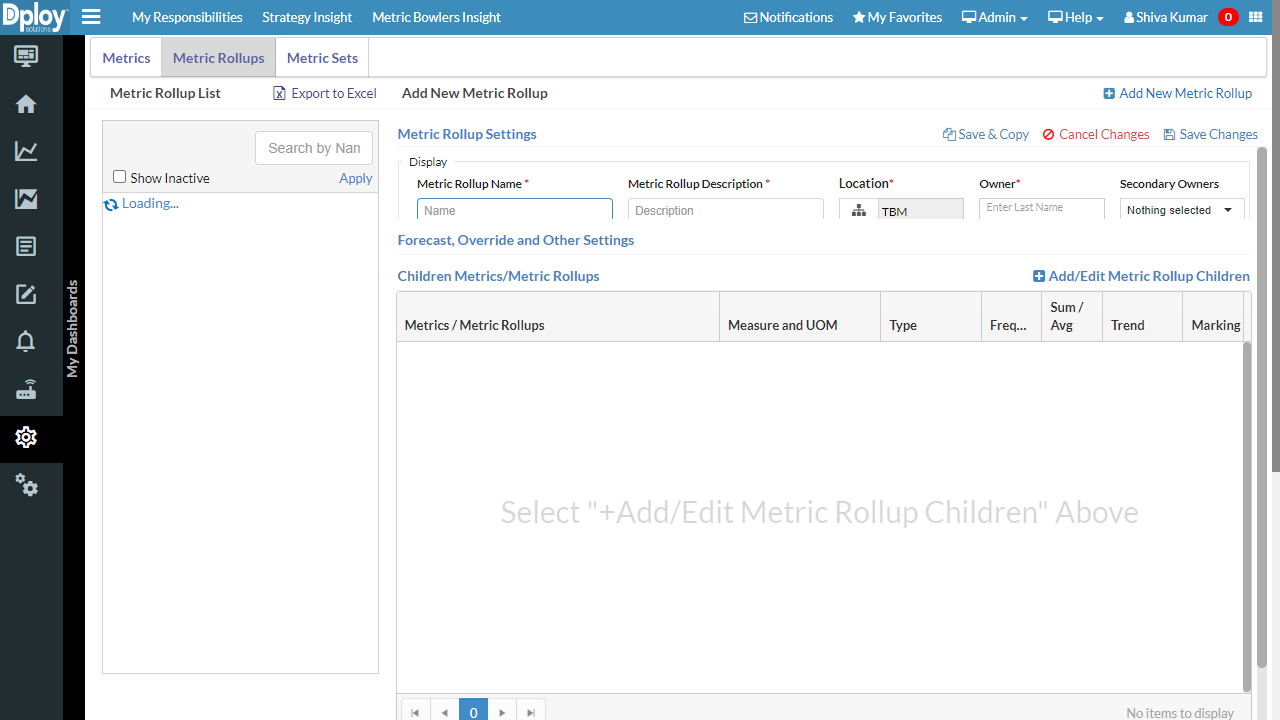 Dploy
solutions
My Responsibilities
Strategy Insight
Metric Bowlers Insight
Notifications
My Favorites
Admin
Help
Shiva Kumar
0
My Dashboards
Metrics
Metric Rollups
Metric Sets
Metric Rollup List
Export to Excel
Add New Metric Rollup
Add New Metric Rollup
Search by Nam
Show Inactive
Apply
Loading...
Metric Rollup Settings
Save & Copy
Cancel Changes
Save Changes
Display
Metric Rollup Name *
Metric Rollup Description *
Location*
Owner*
Secondary Owners
Name
Description
TBM
Enter Last Name
Nothing selected
Forecast, Override and Other Settings
Children Metrics/Metric Rollups
Add/Edit Metric Rollup Children
Metrics / Metric Rollups
Measure and UOM
Type
Freq...
Sum /
Avg
Trend
Marking
Select "+Add/Edit Metric Rollup Children" Above
0
No items to display